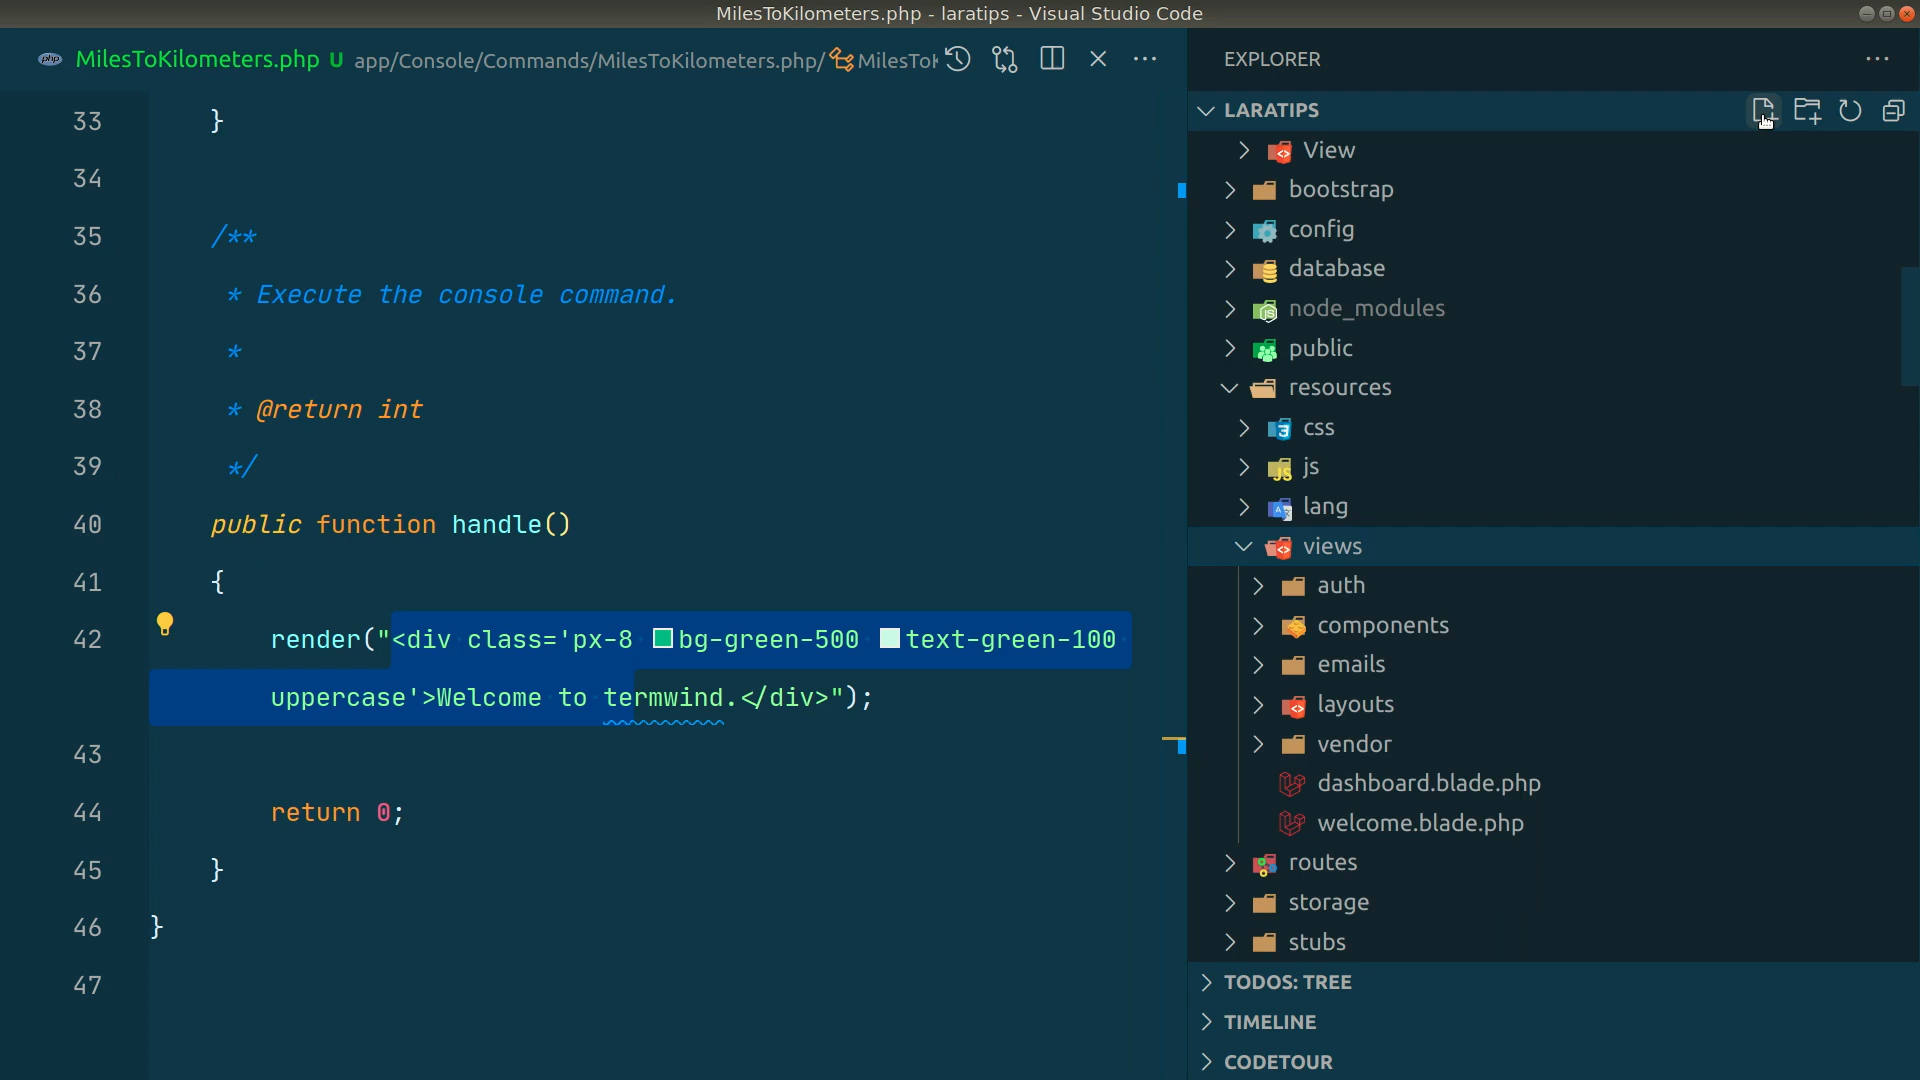 MilesToKilometers.php - laratips - Visual Studio Code
php MilesToKilometers.php U app/Console/Commands/MilesToKilometers.php/ MilesToK
EXPLORER
LARATIPS
33 }
34
35 /**
36 * Execute the console command.
37 *
38 * @return int
39 */
40 public function handle()
41 {
42 render("<div class='px-8 bg-green-500 text-green-100
uppercase'>Welcome to termwind.</div>");
43
44 return 0;
45 }
46 }
47
View
bootstrap
config
database
node_modules
public
resources
css
js
lang
views
auth
components
emails
layouts
vendor
dashboard.blade.php
welcome.blade.php
routes
storage
stubs
TODOS: TREE
TIMELINE
CODETOUR